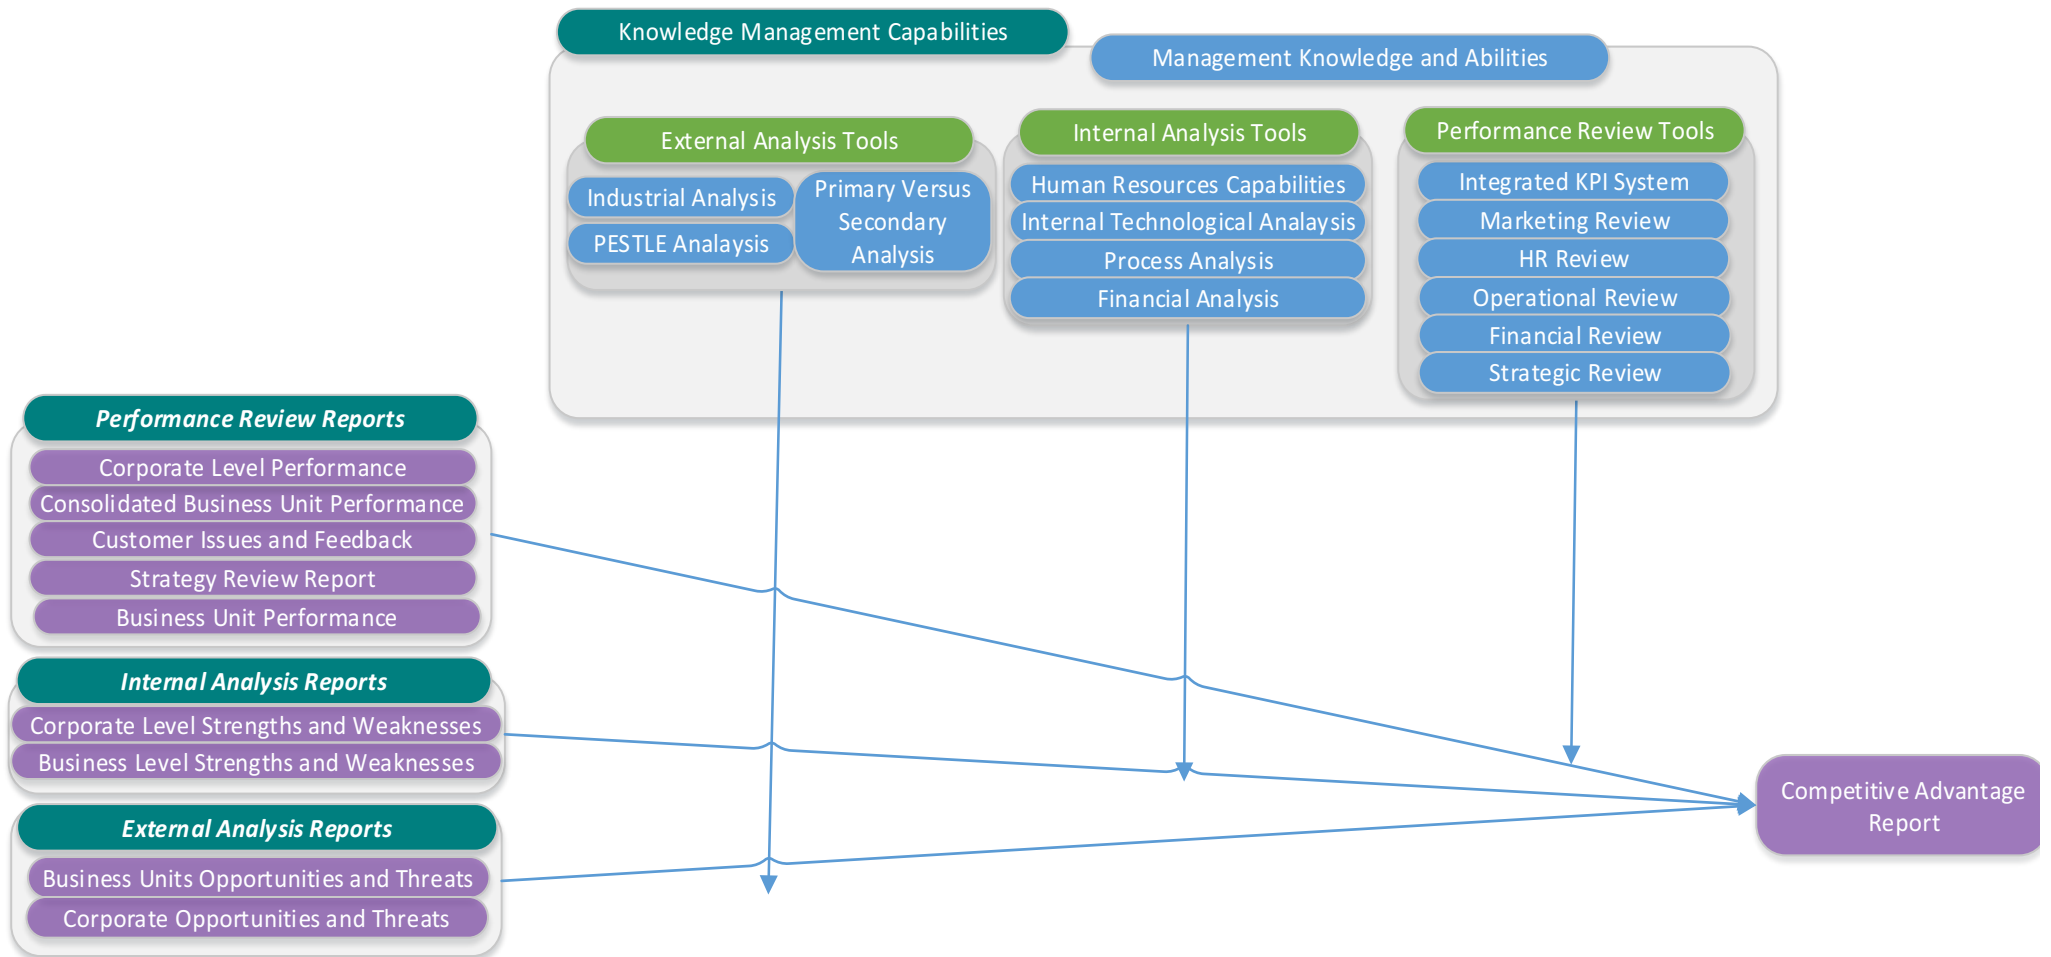 Knowledge Management Capabilities
Management Knowledge and Abilities
External Analysis Tools
Industrial Analysis
PESTLE Analaysis
Primary Versus
Secondary
Analysis
Internal Analysis Tools
Human Resources Capabilities
Internal Technological Analaysis
Process Analysis
Financial Analysis
Performance Review Tools
Integrated KPI System
Marketing Review
HR Review
Operational Review
Financial Review
Strategic Review
Performance Review Reports
Corporate Level Performance
Consolidated Business Unit Performance
Customer Issues and Feedback
Strategy Review Report
Business Unit Performance
Internal Analysis Reports
Corporate Level Strengths and Weaknesses
Business Level Strengths and Weaknesses
External Analysis Reports
Business Units Opportunities and Threats
Corporate Opportunities and Threats
Competitive Advantage
Report